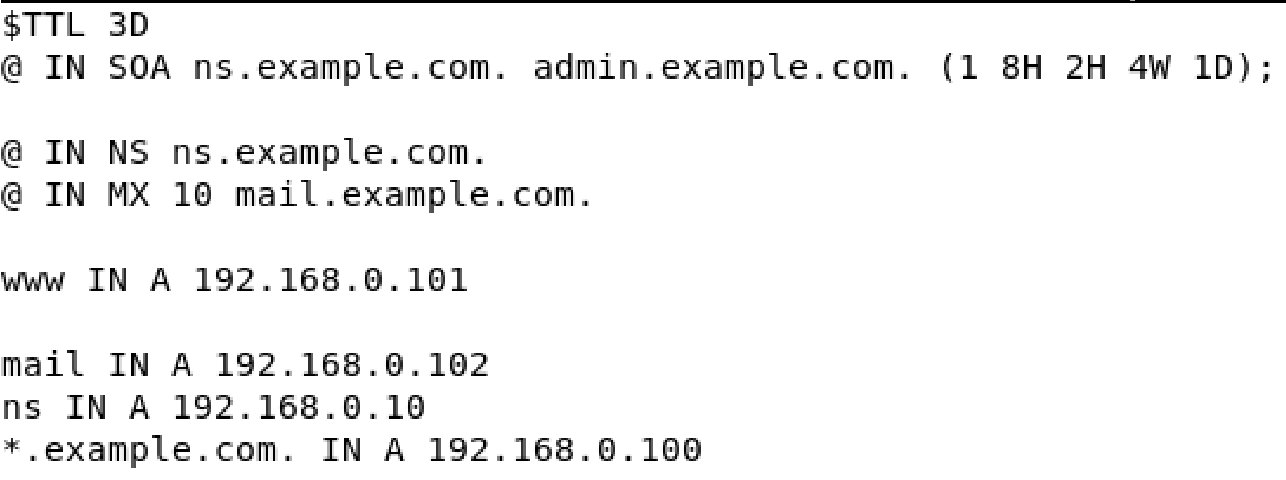 $TTL 3D
@ IN SOA ns.example.com. admin.example.com. (1 8H 2H 4W 1D);
@ IN NS ns.example.com.
@ IN MX 10 mail.example.com.
www IN A 192.168.0.101
mail IN A 192.168.0.102
ns IN A 192.168.0.10
*.example.com. IN A 192.168.0.100